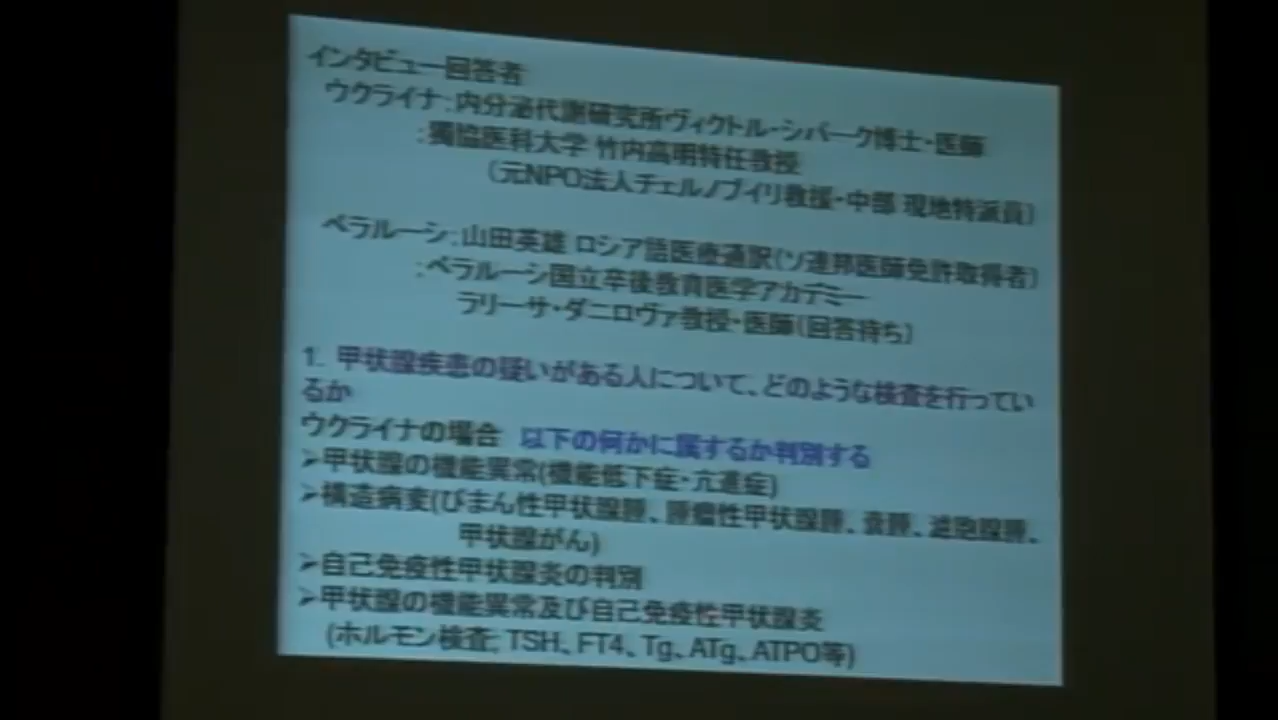 インタビュー回答者
ウクライナ:内分泌代謝研究所ヴィクトル・シパーク博士・医師
:獨協医科大学 竹内高明特任教授
(元NPO法人チェルノブイリ救援・中部 現地特派員)
ベラルーシ:山田英雄 ロシア語医療通訳(ソ連邦医師免許取得者)
:ベラルーシ国立卒後教育医学アカデミー
ラリーサ・ダニロヴァ教授・医師(回答待ち)
1. 甲状腺疾患の疑いがある人について、どのような検査を行ってい
るか
ウクライナの場合 以下の何かに属するか判別する
➢甲状腺の機能異常(機能低下症・亢進症)
➢構造病変(びまん性甲状腺腫、腫瘤性甲状腺腫、嚢腫、濾胞腺腫、
甲状腺がん)
➢自己免疫性甲状腺炎の判別
➢甲状腺の機能異常及び自己免疫性甲状腺炎
(ホルモン検査; TSH、FT4、Tg、ATg、ATPO等)